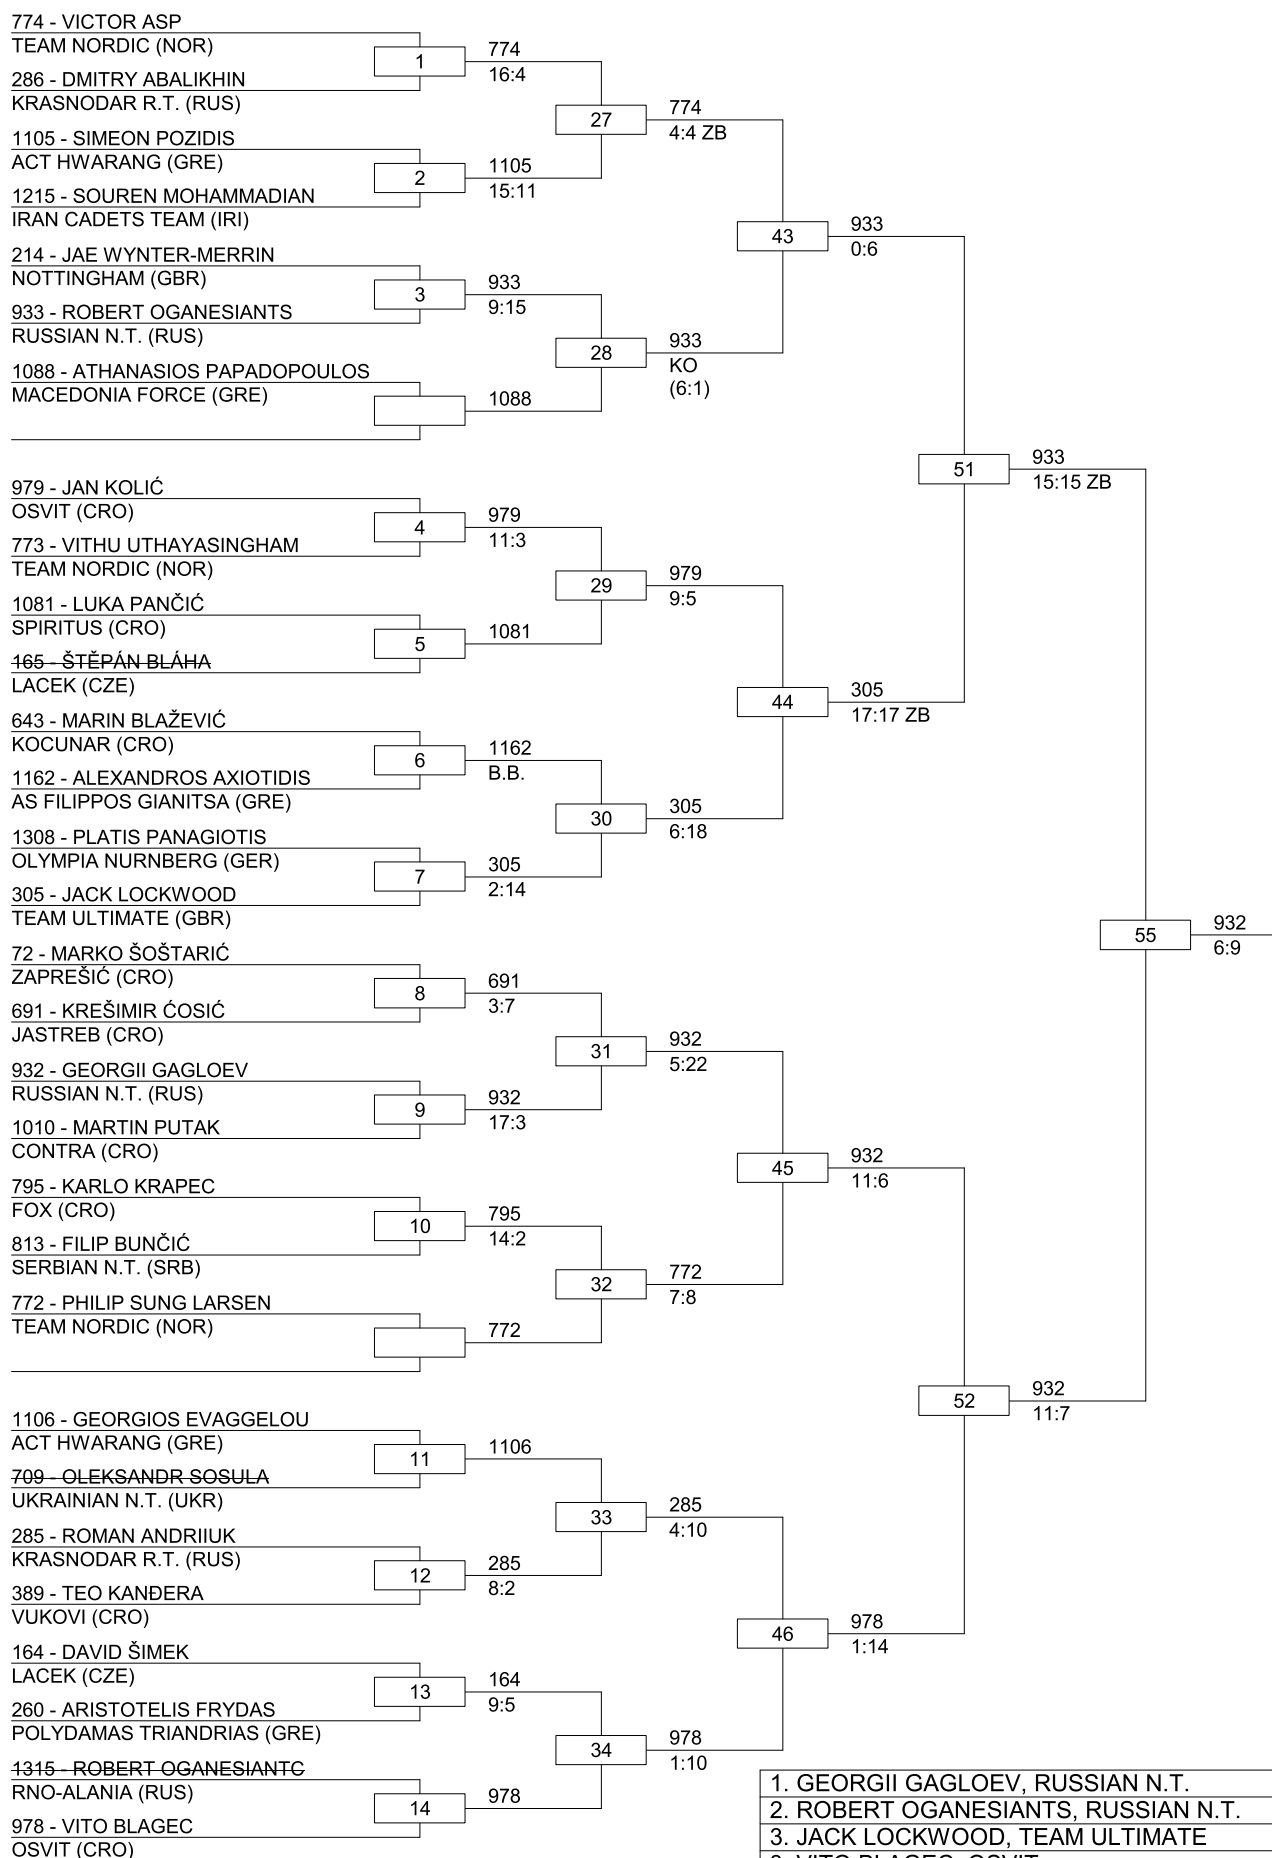 774 - VICTOR ASP
TEAM NORDIC (NOR)
1
774
16:4
286 - DMITRY ABALIKHIN
KRASNODAR R.T. (RUS)
27
774
4:4 ZB
1105 - SIMEON POZIDIS
ACT HWARANG (GRE)
2
1105
15:11
1215 - SOUREN MOHAMMADIAN
IRAN CADETS TEAM (IRI)
43
933
0:6
214 - JAE WYNTER-MERRIN
NOTTINGHAM (GBR)
3
933
9:15
933 - ROBERT OGANESIANTS
RUSSIAN N.T. (RUS)
28
933
KO
(6:1)
1088 - ATHANASIOS PAPADOPOULOS
MACEDONIA FORCE (GRE)
1088
51
933
15:15 ZB
979 - JAN KOLIĆ
OSVIT (CRO)
4
979
11:3
773 - VITHU UTHAYASINGHAM
TEAM NORDIC (NOR)
29
979
9:5
1081 - LUKA PANČIĆ
SPIRITUS (CRO)
5
1081
165 - ŠTĚPÁN BLÁHA
LACEK (CZE)
44
305
17:17 ZB
643 - MARIN BLAŽEVIĆ
KOCUNAR (CRO)
6
1162
B.B.
1162 - ALEXANDROS AXIOTIDIS
AS FILIPPOS GIANITSA (GRE)
30
305
6:18
1308 - PLATIS PANAGIOTIS
OLYMPIA NURNBERG (GER)
7
305
2:14
305 - JACK LOCKWOOD
TEAM ULTIMATE (GBR)
55
932
6:9
72 - MARKO ŠOŠTARIĆ
ZAPREŠIĆ (CRO)
8
691
3:7
691 - KREŠIMIR ĆOSIĆ
JASTREB (CRO)
31
932
5:22
932 - GEORGII GAGLOEV
RUSSIAN N.T. (RUS)
9
932
17:3
1010 - MARTIN PUTAK
CONTRA (CRO)
45
932
11:6
795 - KARLO KRAPEC
FOX (CRO)
10
795
14:2
813 - FILIP BUNČIĆ
SERBIAN N.T. (SRB)
32
772
7:8
772 - PHILIP SUNG LARSEN
TEAM NORDIC (NOR)
772
52
932
11:7
1106 - GEORGIOS EVAGGELOU
ACT HWARANG (GRE)
11
1106
709 - OLEKSANDR SOSULA
UKRAINIAN N.T. (UKR)
33
285
4:10
285 - ROMAN ANDRIIUK
KRASNODAR R.T. (RUS)
12
285
8:2
389 - TEO KANĐERA
VUKOVI (CRO)
46
978
1:14
164 - DAVID ŠIMEK
LACEK (CZE)
13
164
9:5
260 - ARISTOTELIS FRYDAS
POLYDAMAS TRIANDRIAS (GRE)
34
978
1:10
1315 - ROBERT OGANESIANTC
RNO-ALANIA (RUS)
14
978
978 - VITO BLAGEC
OSVIT (CRO)
1. GEORGII GAGLOEV, RUSSIAN N.T.
2. ROBERT OGANESIANTS, RUSSIAN N.T.
3. JACK LOCKWOOD, TEAM ULTIMATE
3. VITO BLAGEC, OSVIT